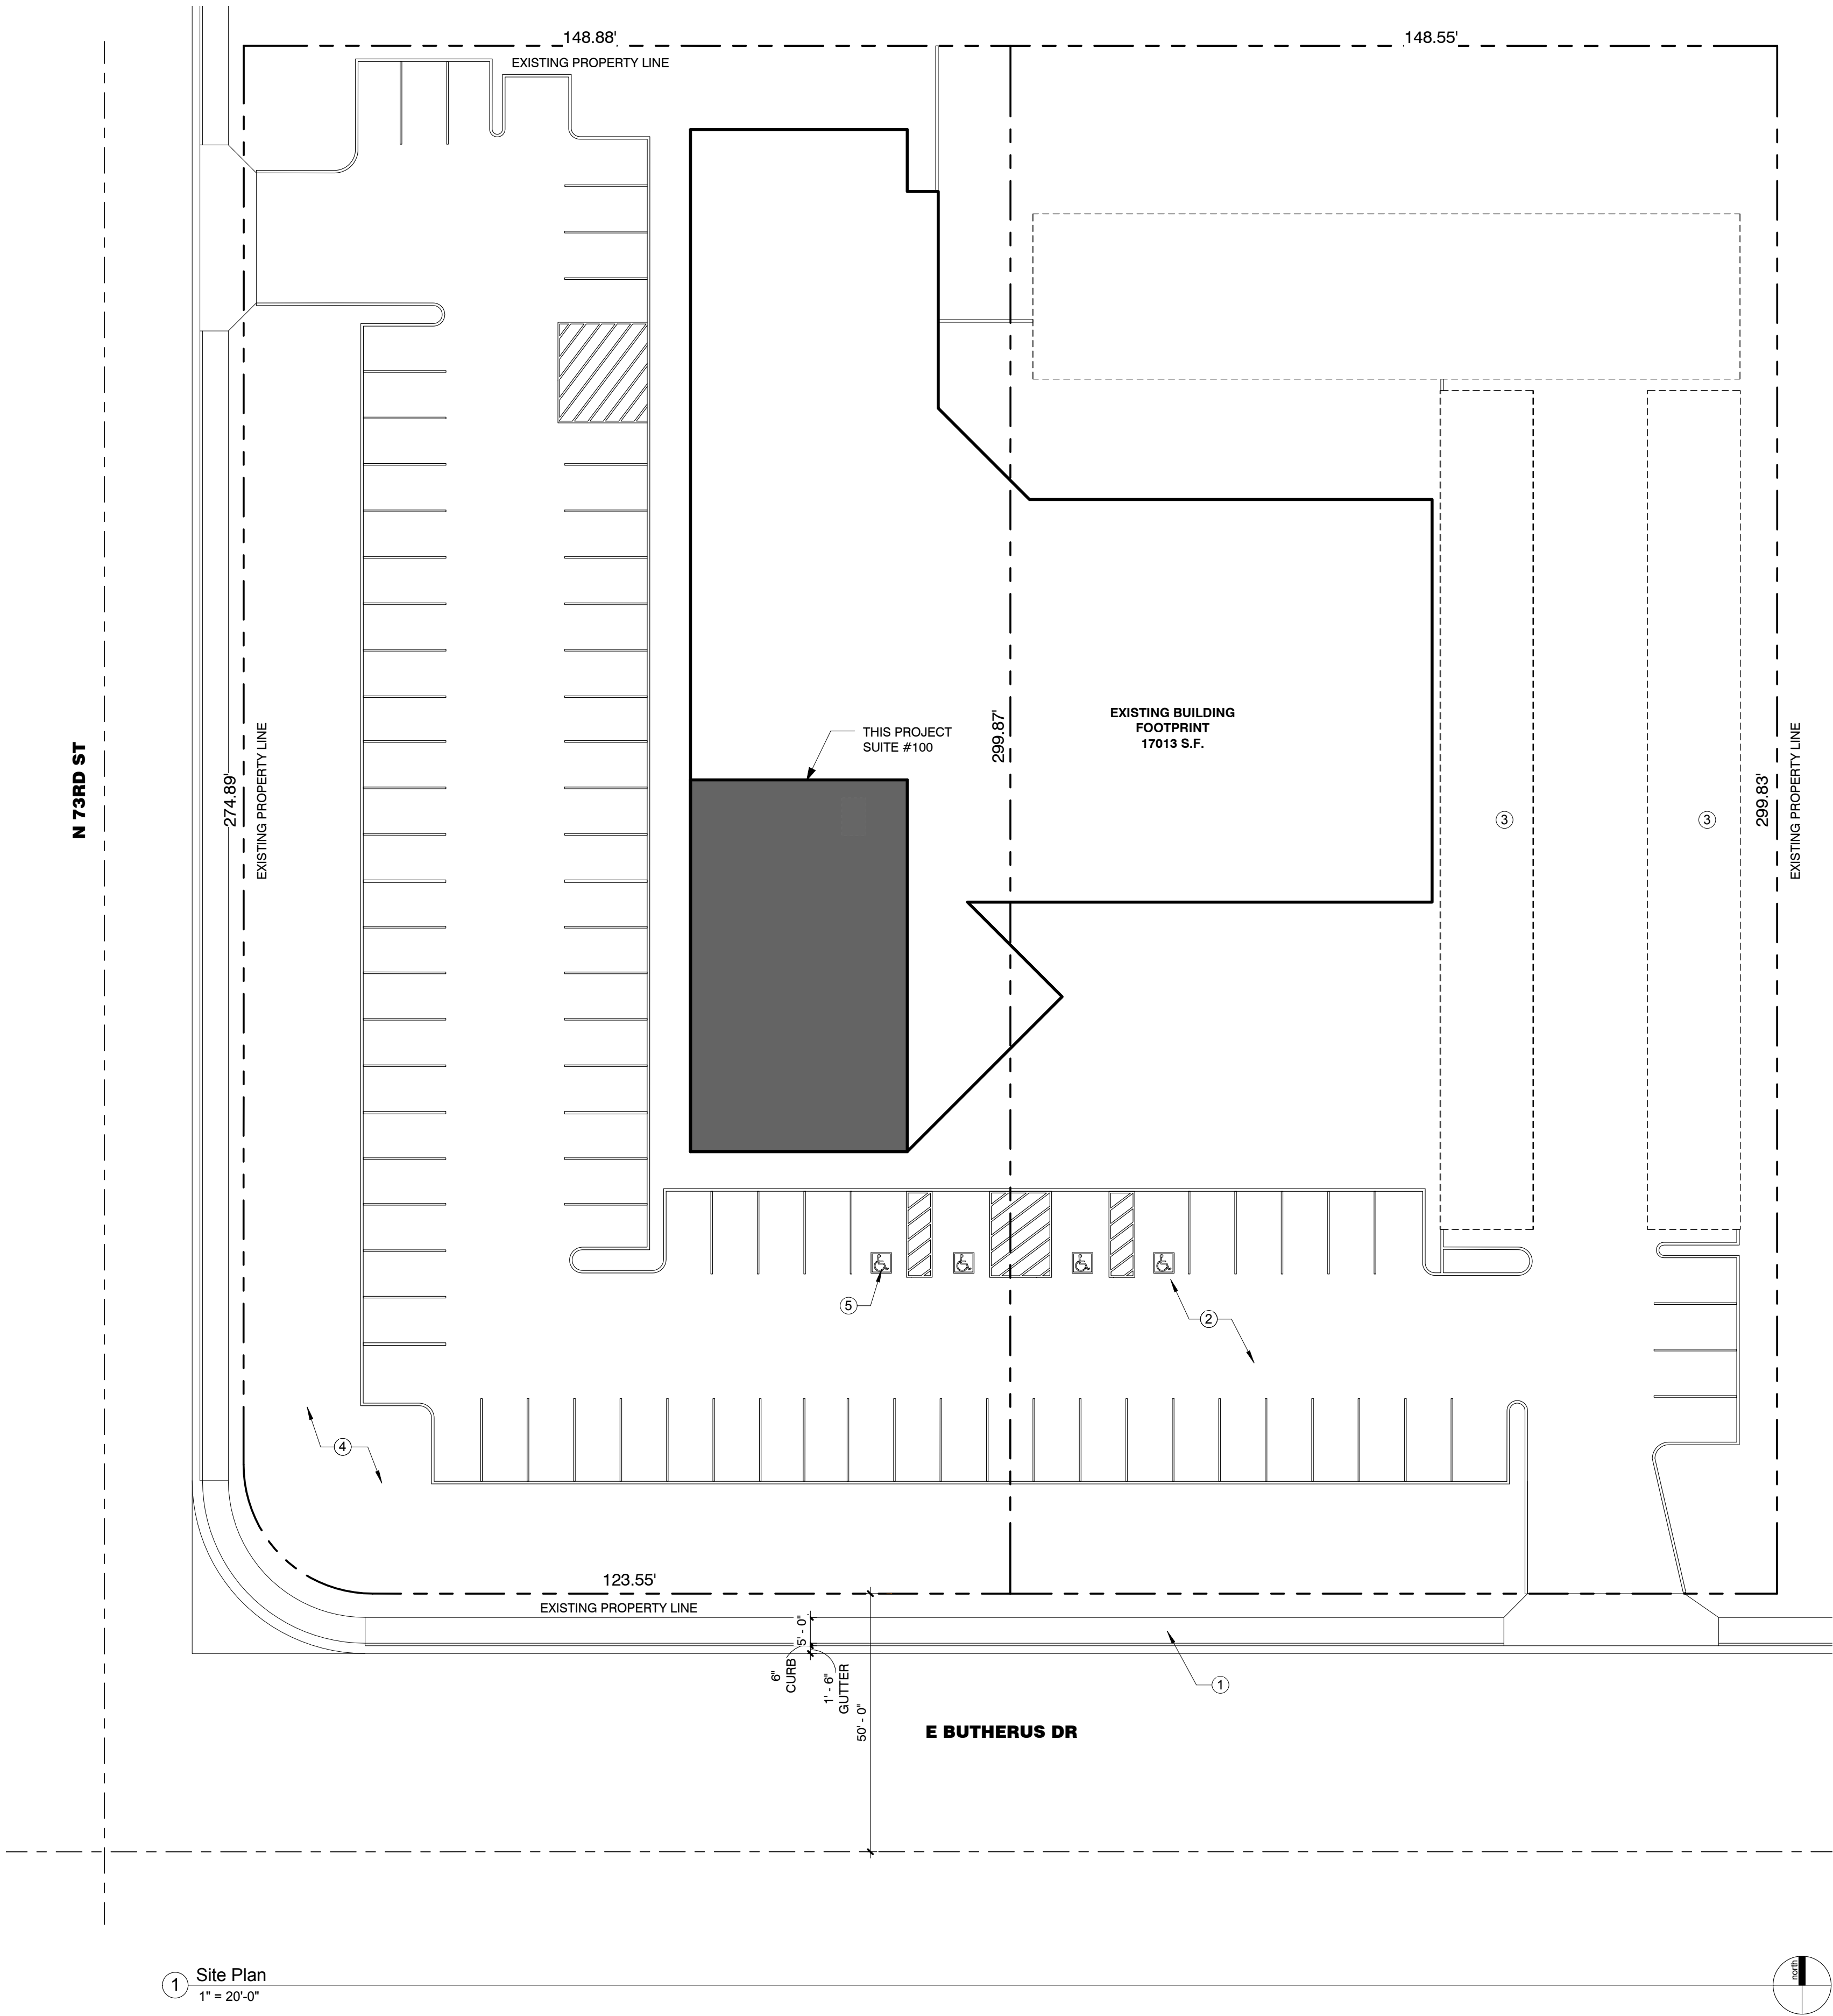 148.88'
148.55'
EXISTING PROPERTY LINE
N 73RD ST
274.89'
EXISTING PROPERTY LINE
THIS PROJECT
SUITE #100
299.87'
EXISTING BUILDING
FOOTPRINT
17013 S.F.
3
3
299.83'
EXISTING PROPERTY LINE
5
2
4
123.55'
EXISTING PROPERTY LINE
5' - 0"
6"
CURB
1' - 6"
GUTTER
50' - 0"
1
E BUTHERUS DR
1
Site Plan
1" = 20'-0"
north